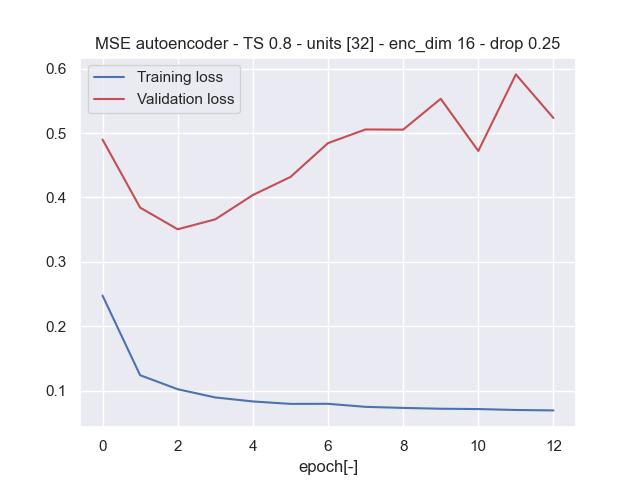 MSE autoencoder - TS 0.8 - units [32] - enc_dim 16 - drop 0.25
Training loss
Validation loss
0.6
0.5
0.4
0.3
0.2
0.1
0 2 4 6 8 10 12
epoch[-]